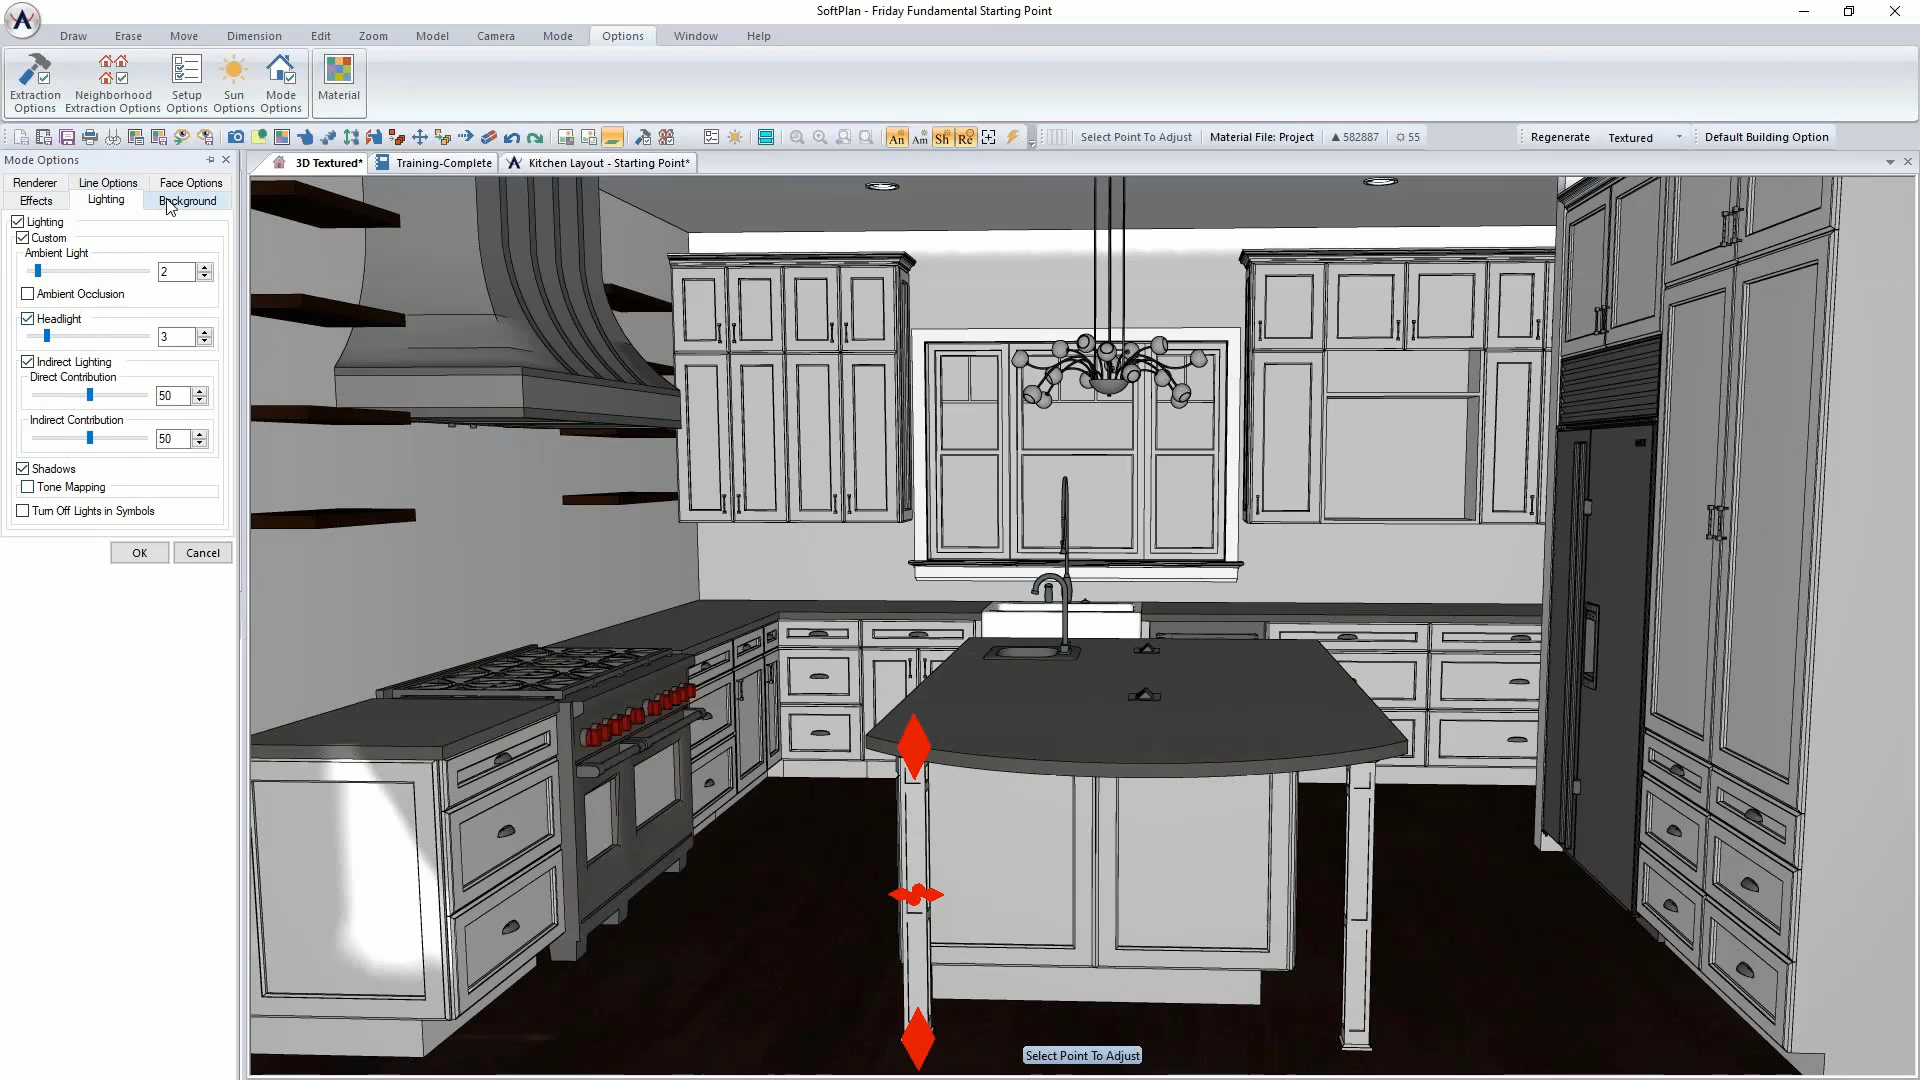 SoftPlan - Friday Fundamental Starting Point
Draw Erase Move Dimension Edit Zoom Model Camera Mode Options Window Help
Extraction Options
Neighborhood Extraction Options
Setup Options
Sun Options
Mode Options
Material
An Am Sh Re Select Point To Adjust Material File: Project 582887 55 Regenerate Textured Default Building Option
Mode Options
3D Textured* Training-Complete Kitchen Layout - Starting Point*
Renderer Line Options Face Options
Effects Lighting Background
Lighting
Custom
Ambient Light
2
Ambient Occlusion
Headlight
3
Indirect Lighting
Direct Contribution
50
Indirect Contribution
50
Shadows
Tone Mapping
Turn Off Lights in Symbols
OK Cancel
Select Point To Adjust